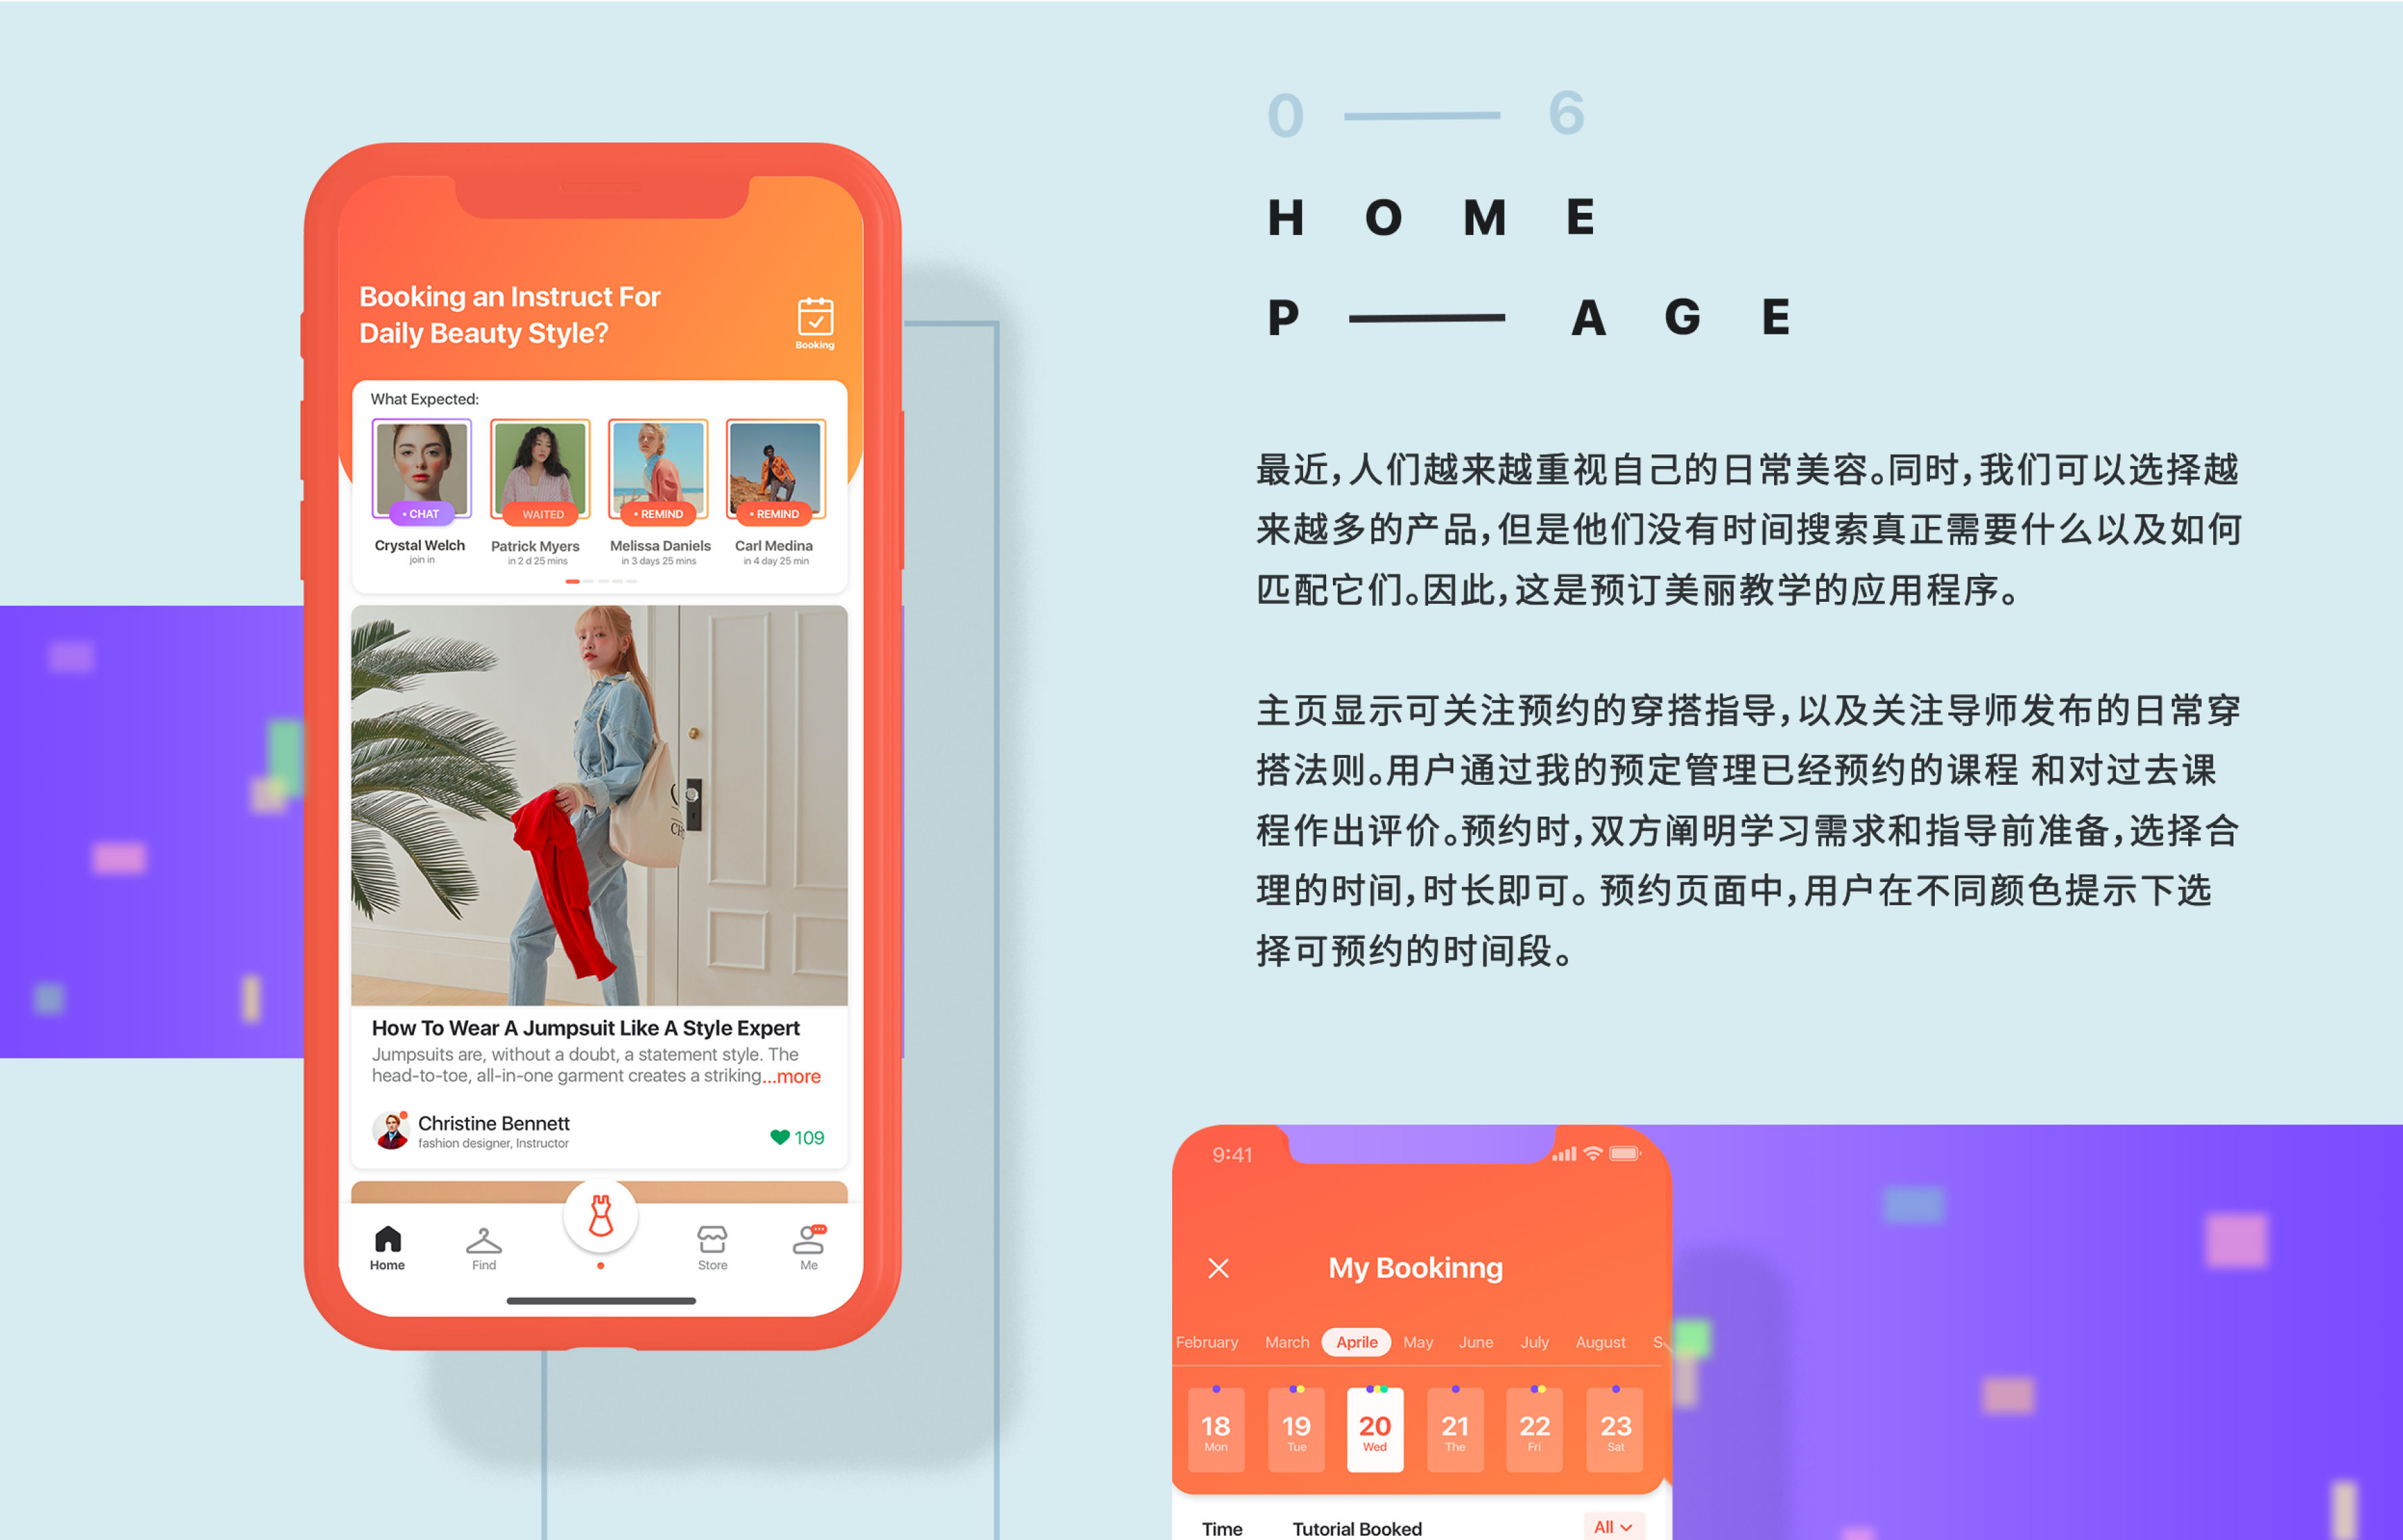 0 — 6
H O M E
P — A G E
最近，人们越来越重视自己的日常美容。同时，我们可以选择越
来越多的产品，但是他们没有时间搜索真正需要什么以及如何
匹配它们。因此，这是预订美丽教学的应用程序。
主页显示可关注预约的穿搭指导，以及关注导师发布的日常穿
搭法则。用户通过我的预定管理已经预约的课程 和对过去课
程作出评价。预约时，双方阐明学习需求和指导前准备，选择合
理的时间，时长即可。 预约页面中，用户在不同颜色提示下选
择可预约的时间段。
Booking an Instruct For
Daily Beauty Style?
Booking
What Expected:
• CHAT
WAITED
• REMIND
• REMIND
Crystal Welch
Patrick Myers
Melissa Daniels
Carl Medina
join in
in 2 d 25 mins
in 3 days 25 mins
in 4 day 25 min
How To Wear A Jumpsuit Like A Style Expert
Jumpsuits are, without a doubt, a statement style. The
head-to-toe, all-in-one garment creates a striking...more
Christine Bennett
fashion designer, Instructor
109
Home
Find
Store
Me
9:41
My Bookinng
February March Aprile May June July August S
18 19 20 21 22 23
Mon Tue Wed The Fri Sat
Time Tutorial Booked All